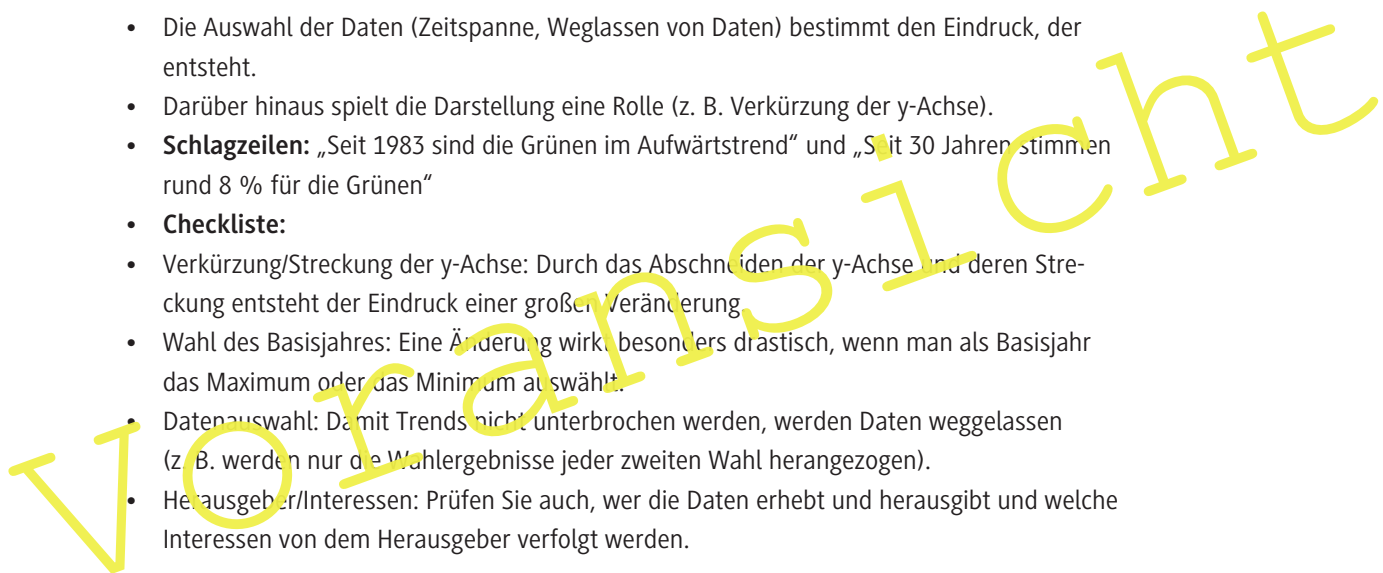 • Die Auswahl der Daten (Zeitspanne, Weglassen von Daten) bestimmt den Eindruck, der
entsteht.
• Darüber hinaus spielt die Darstellung eine Rolle (z. B. Verkürzung der y-Achse).
• Schlagzeilen: „Seit 1983 sind die Grünen im Aufwärtstrend“ und „Seit 30 Jahren stimmen
rund 8 % für die Grünen“
• Checkliste:
• Verkürzung/Streckung der y-Achse: Durch das Abschneiden der y-Achse und deren Stre-
ckung entsteht der Eindruck einer großen Veränderung.
• Wahl des Basisjahres: Eine Änderung wirkt besonders drastisch, wenn man als Basisjahr
das Maximum oder das Minimum auswählt.
• Datenauswahl: Damit Trends nicht unterbrochen werden, werden Daten weggelassen
(z. B. werden nur die Wahlergebnisse jeder zweiten Wahl herangezogen).
• Herausgeber/Interessen: Prüfen Sie auch, wer die Daten erhebt und herausgibt und welche
Interessen von dem Herausgeber verfolgt werden.
Voransicht